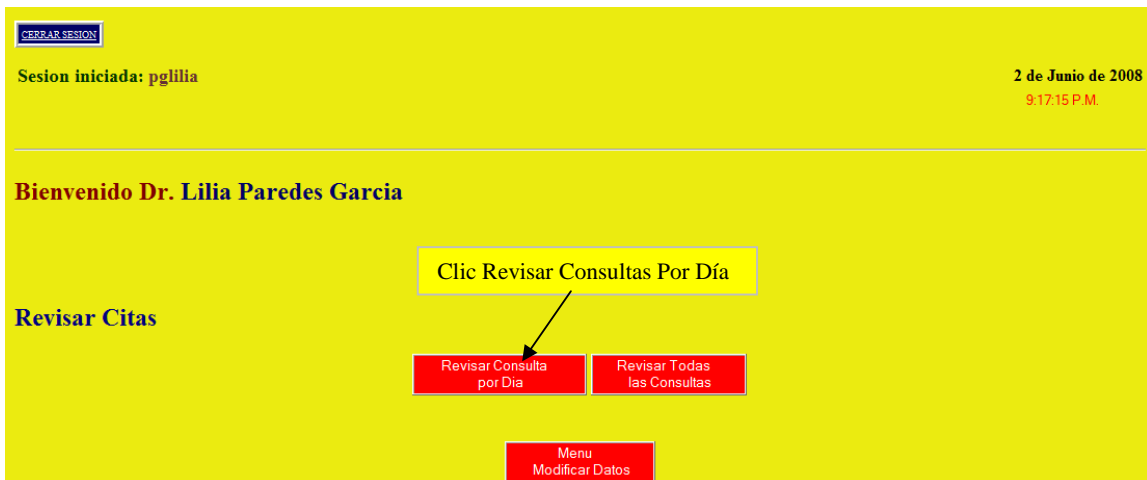 CERRAR SESION
Sesion iniciada: pglilia
2 de Junio de 2008
9:17:15 P.M.
Bienvenido Dr. Lilia Paredes Garcia
Clic Revisar Consultas Por Día
Revisar Citas
Revisar Consulta
por Dia
Revisar Todas
las Consultas
Menu
Modificar Datos